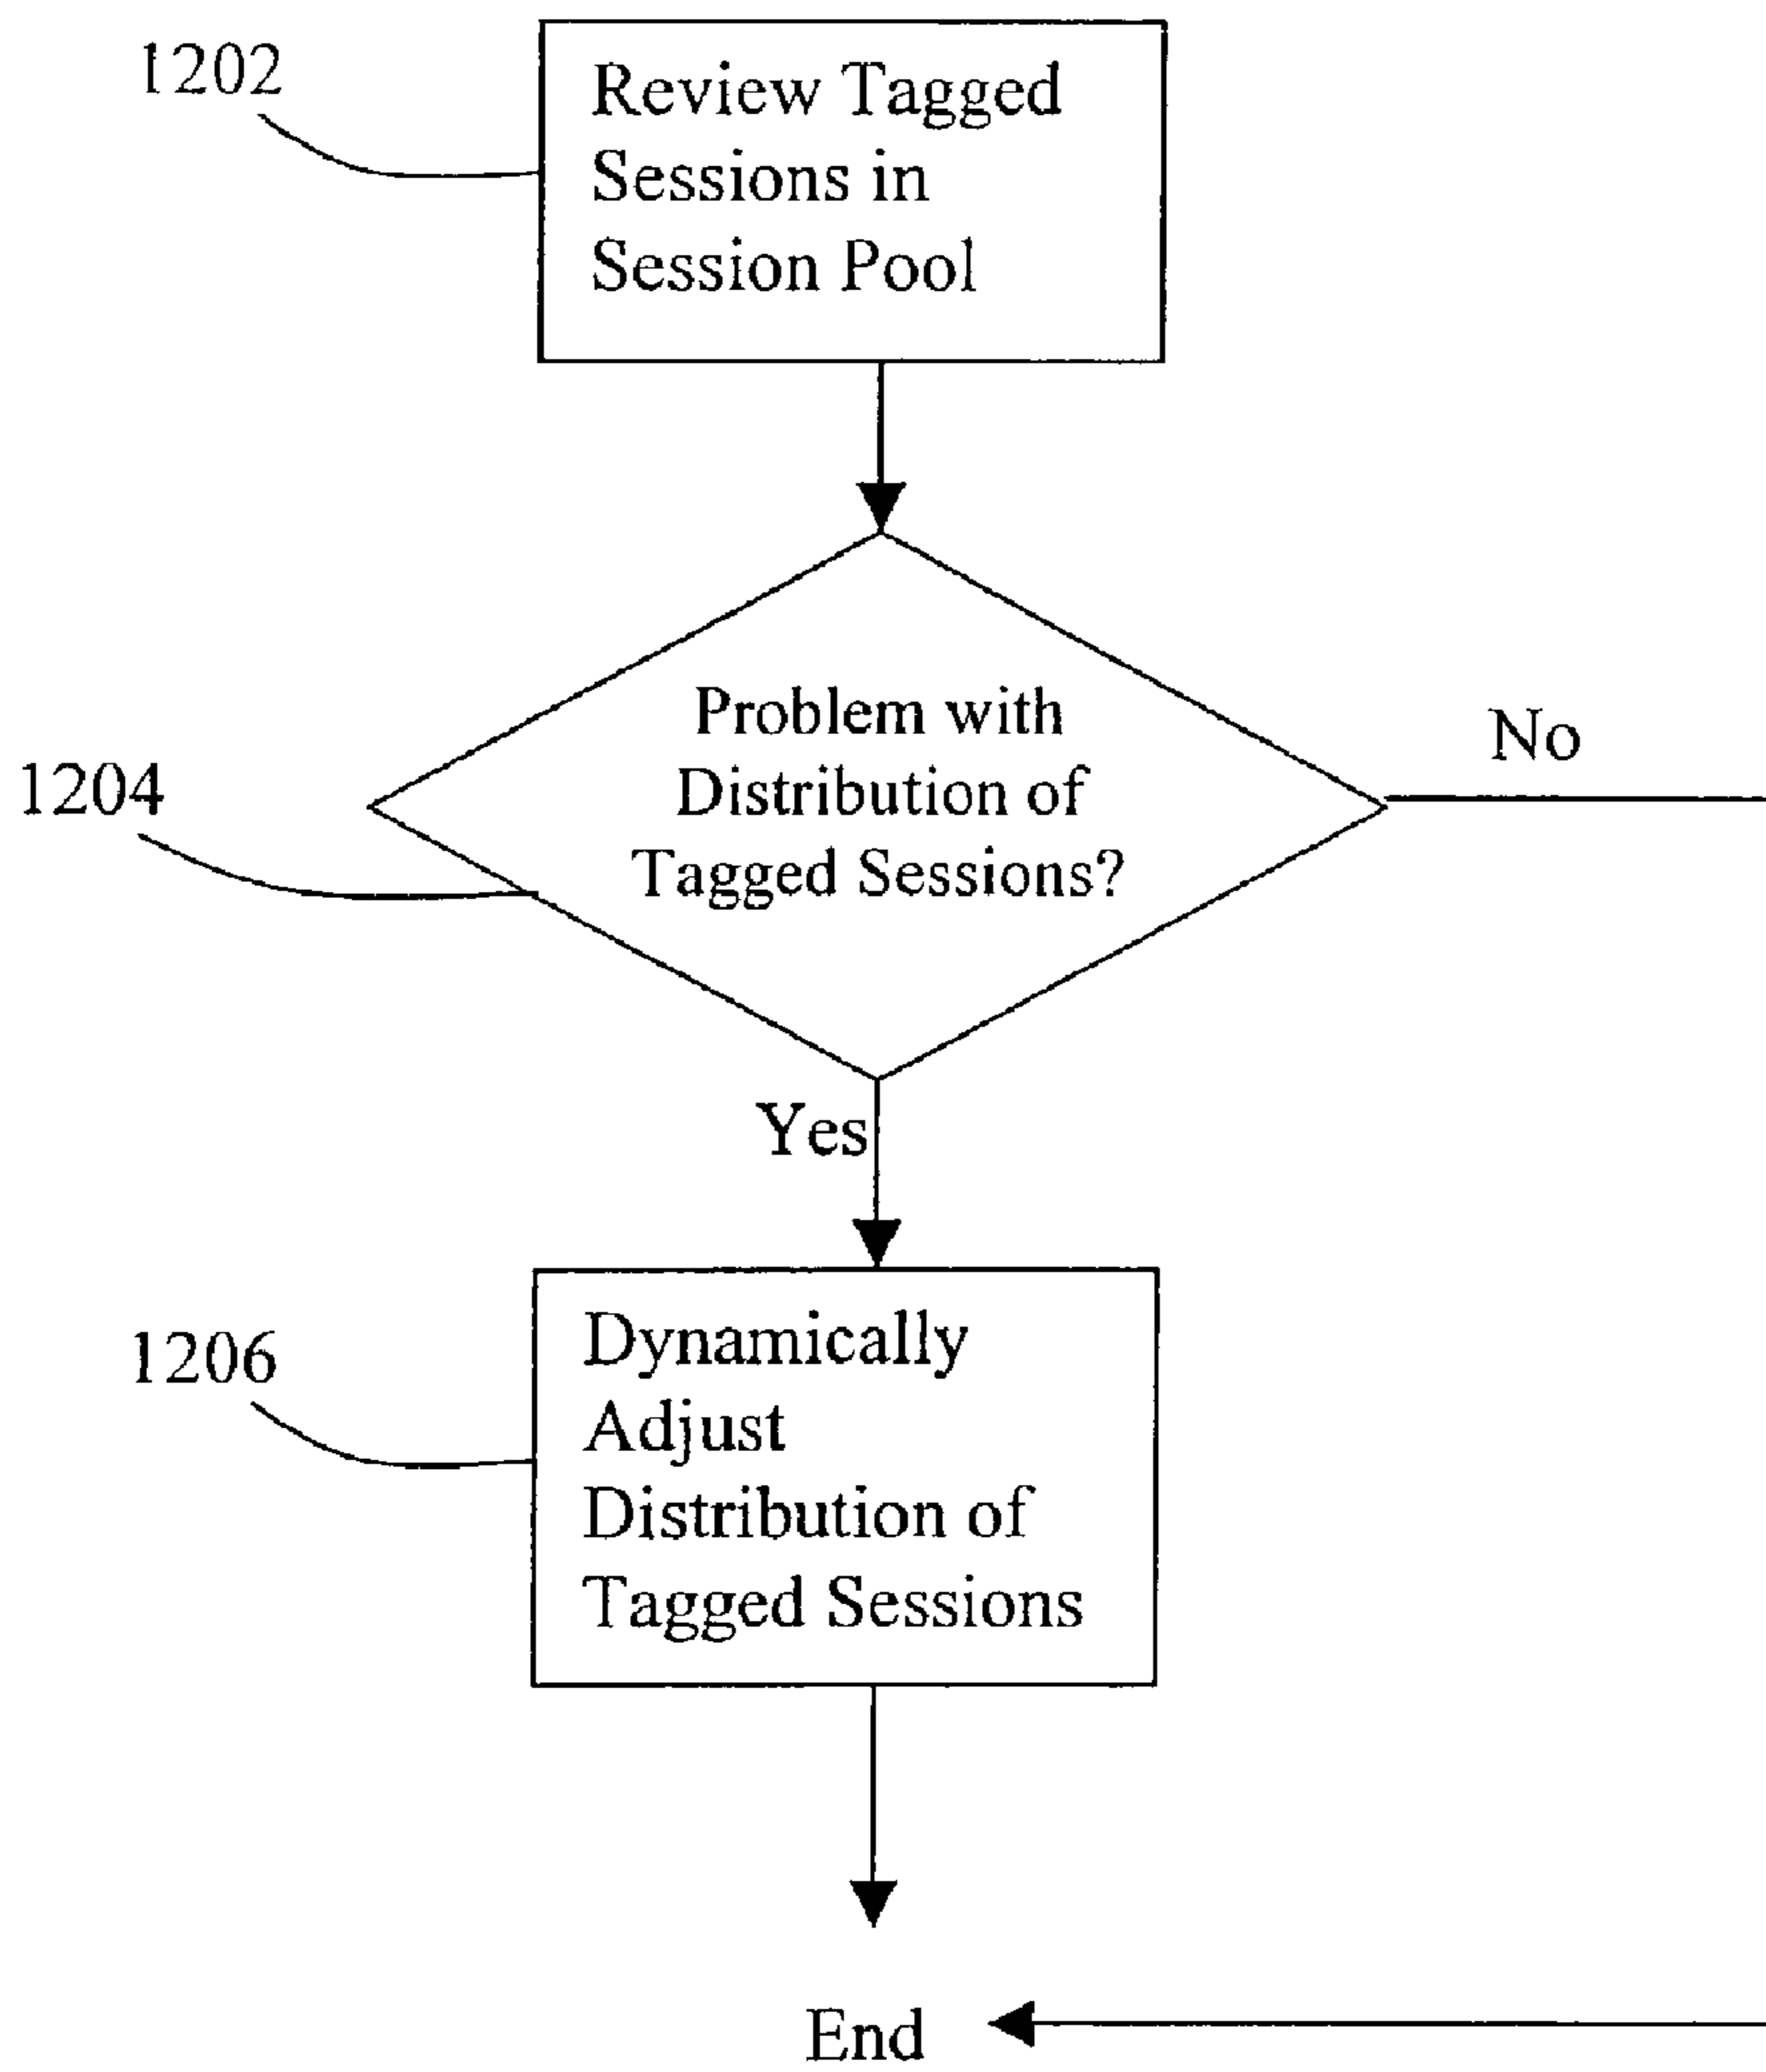 1202
Review Tagged
Sessions in
Session Pool
Problem with
Distribution of
Tagged Sessions?
No
1204
Yes
Dynamically
Adjust
Distribution of
Tagged Sessions
1206
End